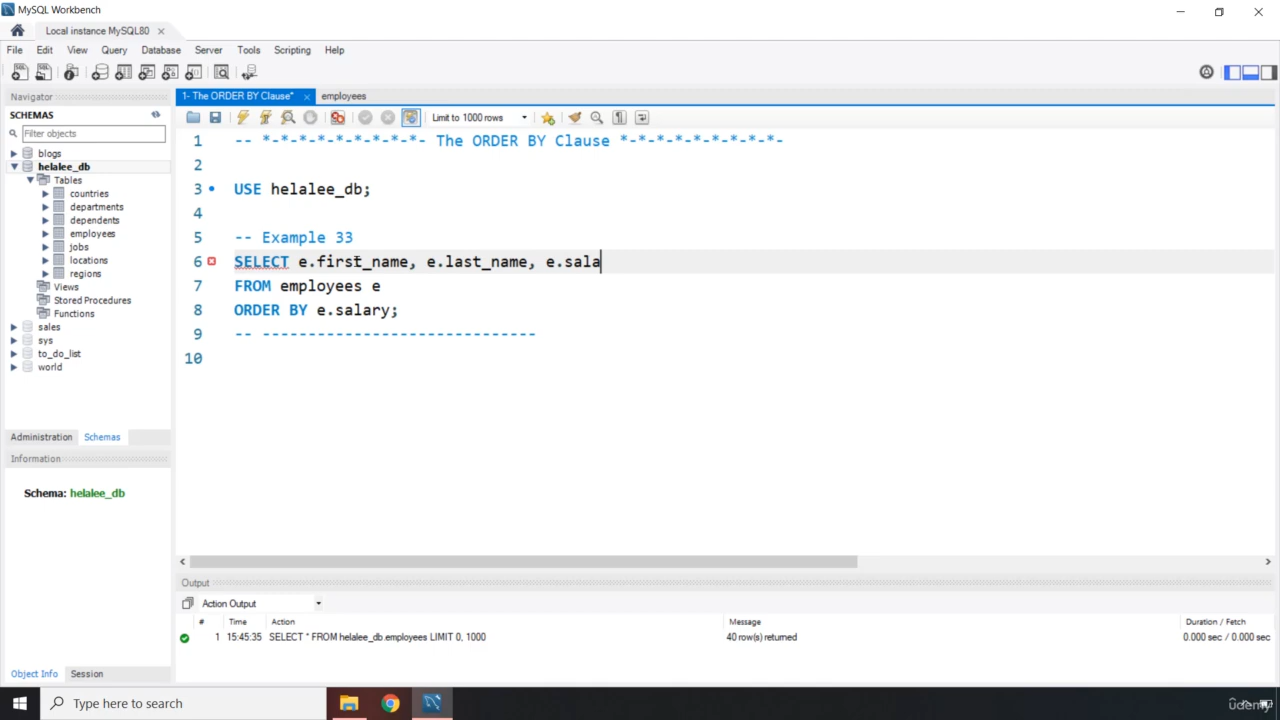 MySQL Workbench
Local instance MySQL80
File Edit View Query Database Server Tools Scripting Help
Navigator
SCHEMAS
Filter objects
blogs
helalee_db
Tables
countries
departments
dependents
employees
jobs
locations
regions
Views
Stored Procedures
Functions
sales
sys
to_do_list
world
Administration Schemas
Information
Schema: helalee_db
Object Info Session
1- The ORDER BY Clause* employees
Limit to 1000 rows
1 -- *-*-*-*-*-*-*-*-*- The ORDER BY Clause *-*-*-*-*-*-*-*-*-
2
3 USE helalee_db;
4
5 -- Example 33
6 SELECT e.first_name, e.last_name, e.sala
7 FROM employees e
8 ORDER BY e.salary;
9 -- ------------------------------
10
Output
Action Output
# Time Action Message Duration / Fetch
1 15:45:35 SELECT * FROM helalee_db.employees LIMIT 0, 1000 40 row(s) returned 0.000 sec / 0.000 sec
Type here to search
udemy